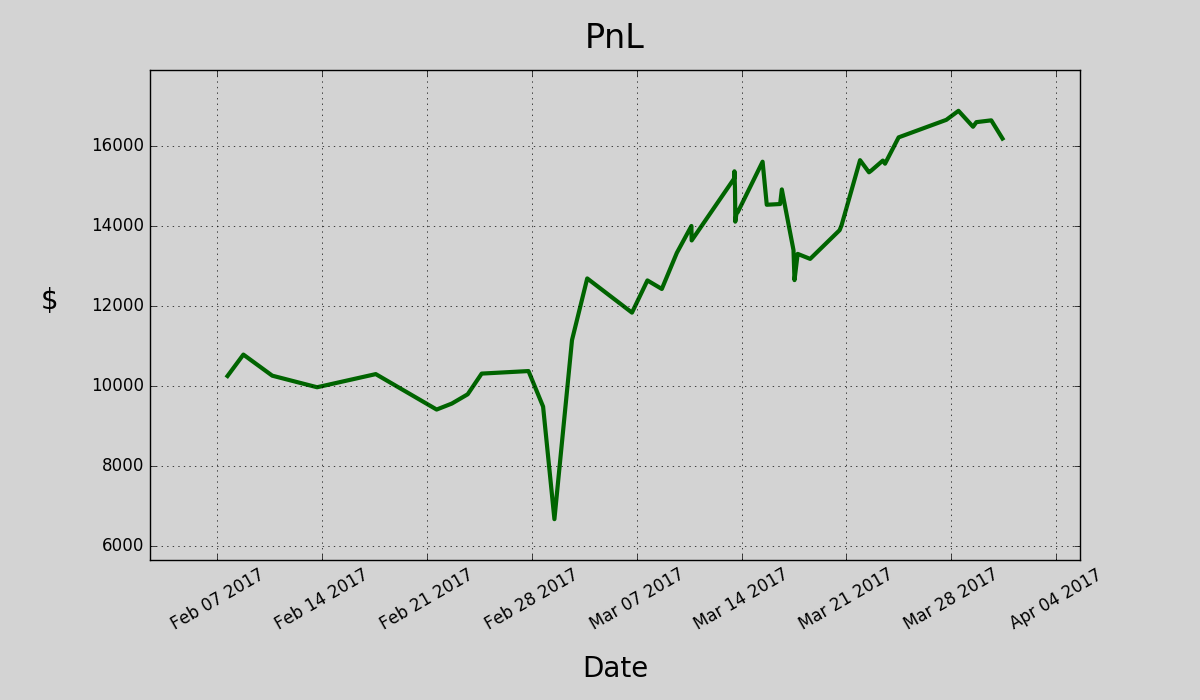 PnL
$
16000
14000
12000
10000
8000
6000
Feb 07 2017
Feb 14 2017
Feb 21 2017
Feb 28 2017
Mar 07 2017
Mar 14 2017
Mar 21 2017
Mar 28 2017
Apr 04 2017
Date